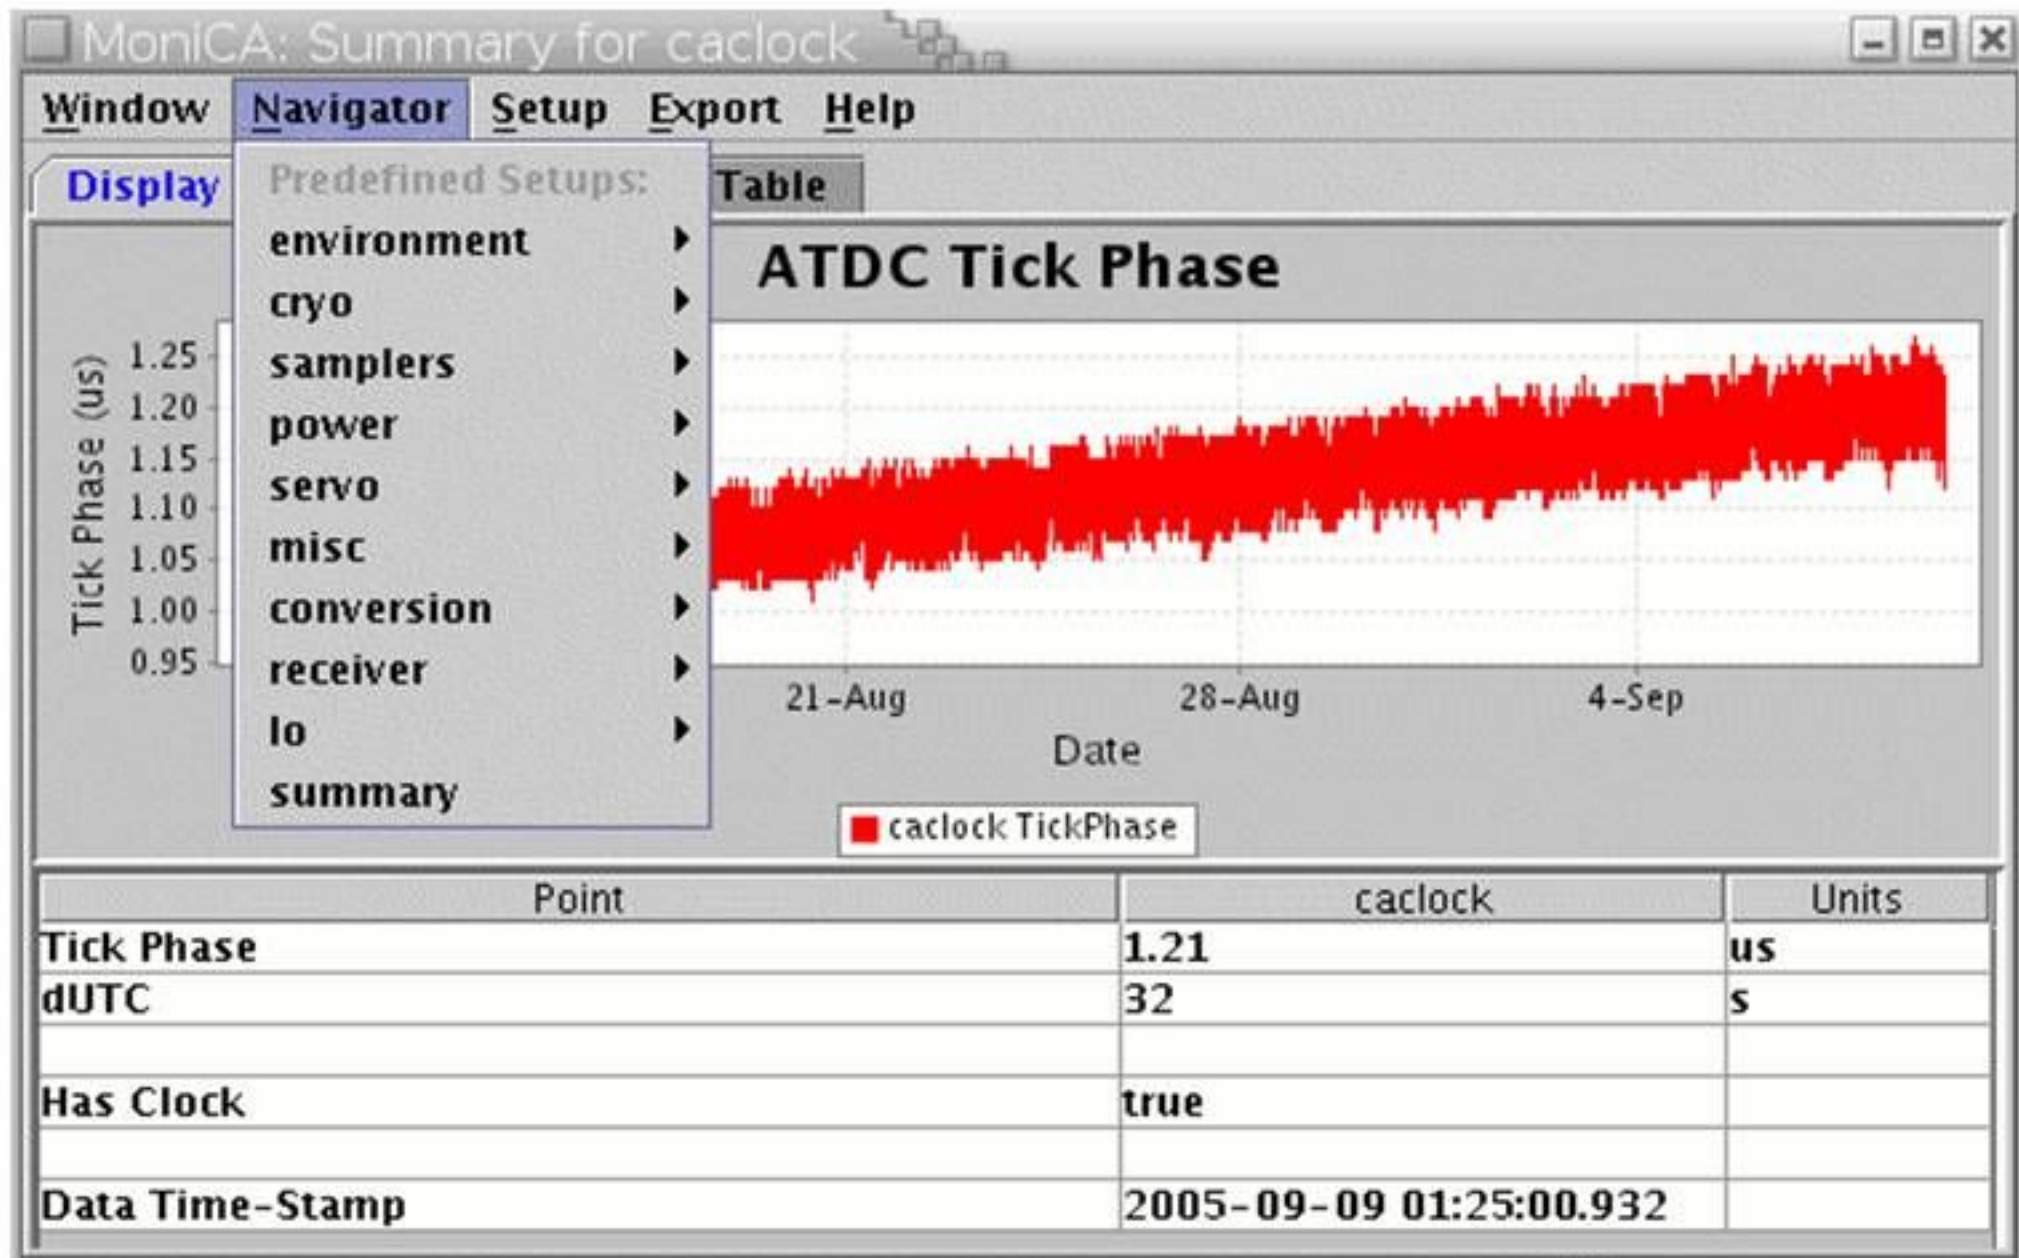 MoniCA: Summary for caclock
Window Navigator Setup Export Help
Display Table
Predefined Setups:
environment
cryo
samplers
power
servo
misc
conversion
receiver
lo
summary
ATDC Tick Phase
Tick Phase (us)
1.25
1.20
1.15
1.10
1.05
1.00
0.95
21-Aug 28-Aug 4-Sep
Date
caclock TickPhase
Point caclock Units
Tick Phase 1.21 us
dUTC 32 s
Has Clock true
Data Time-Stamp 2005-09-09 01:25:00.932